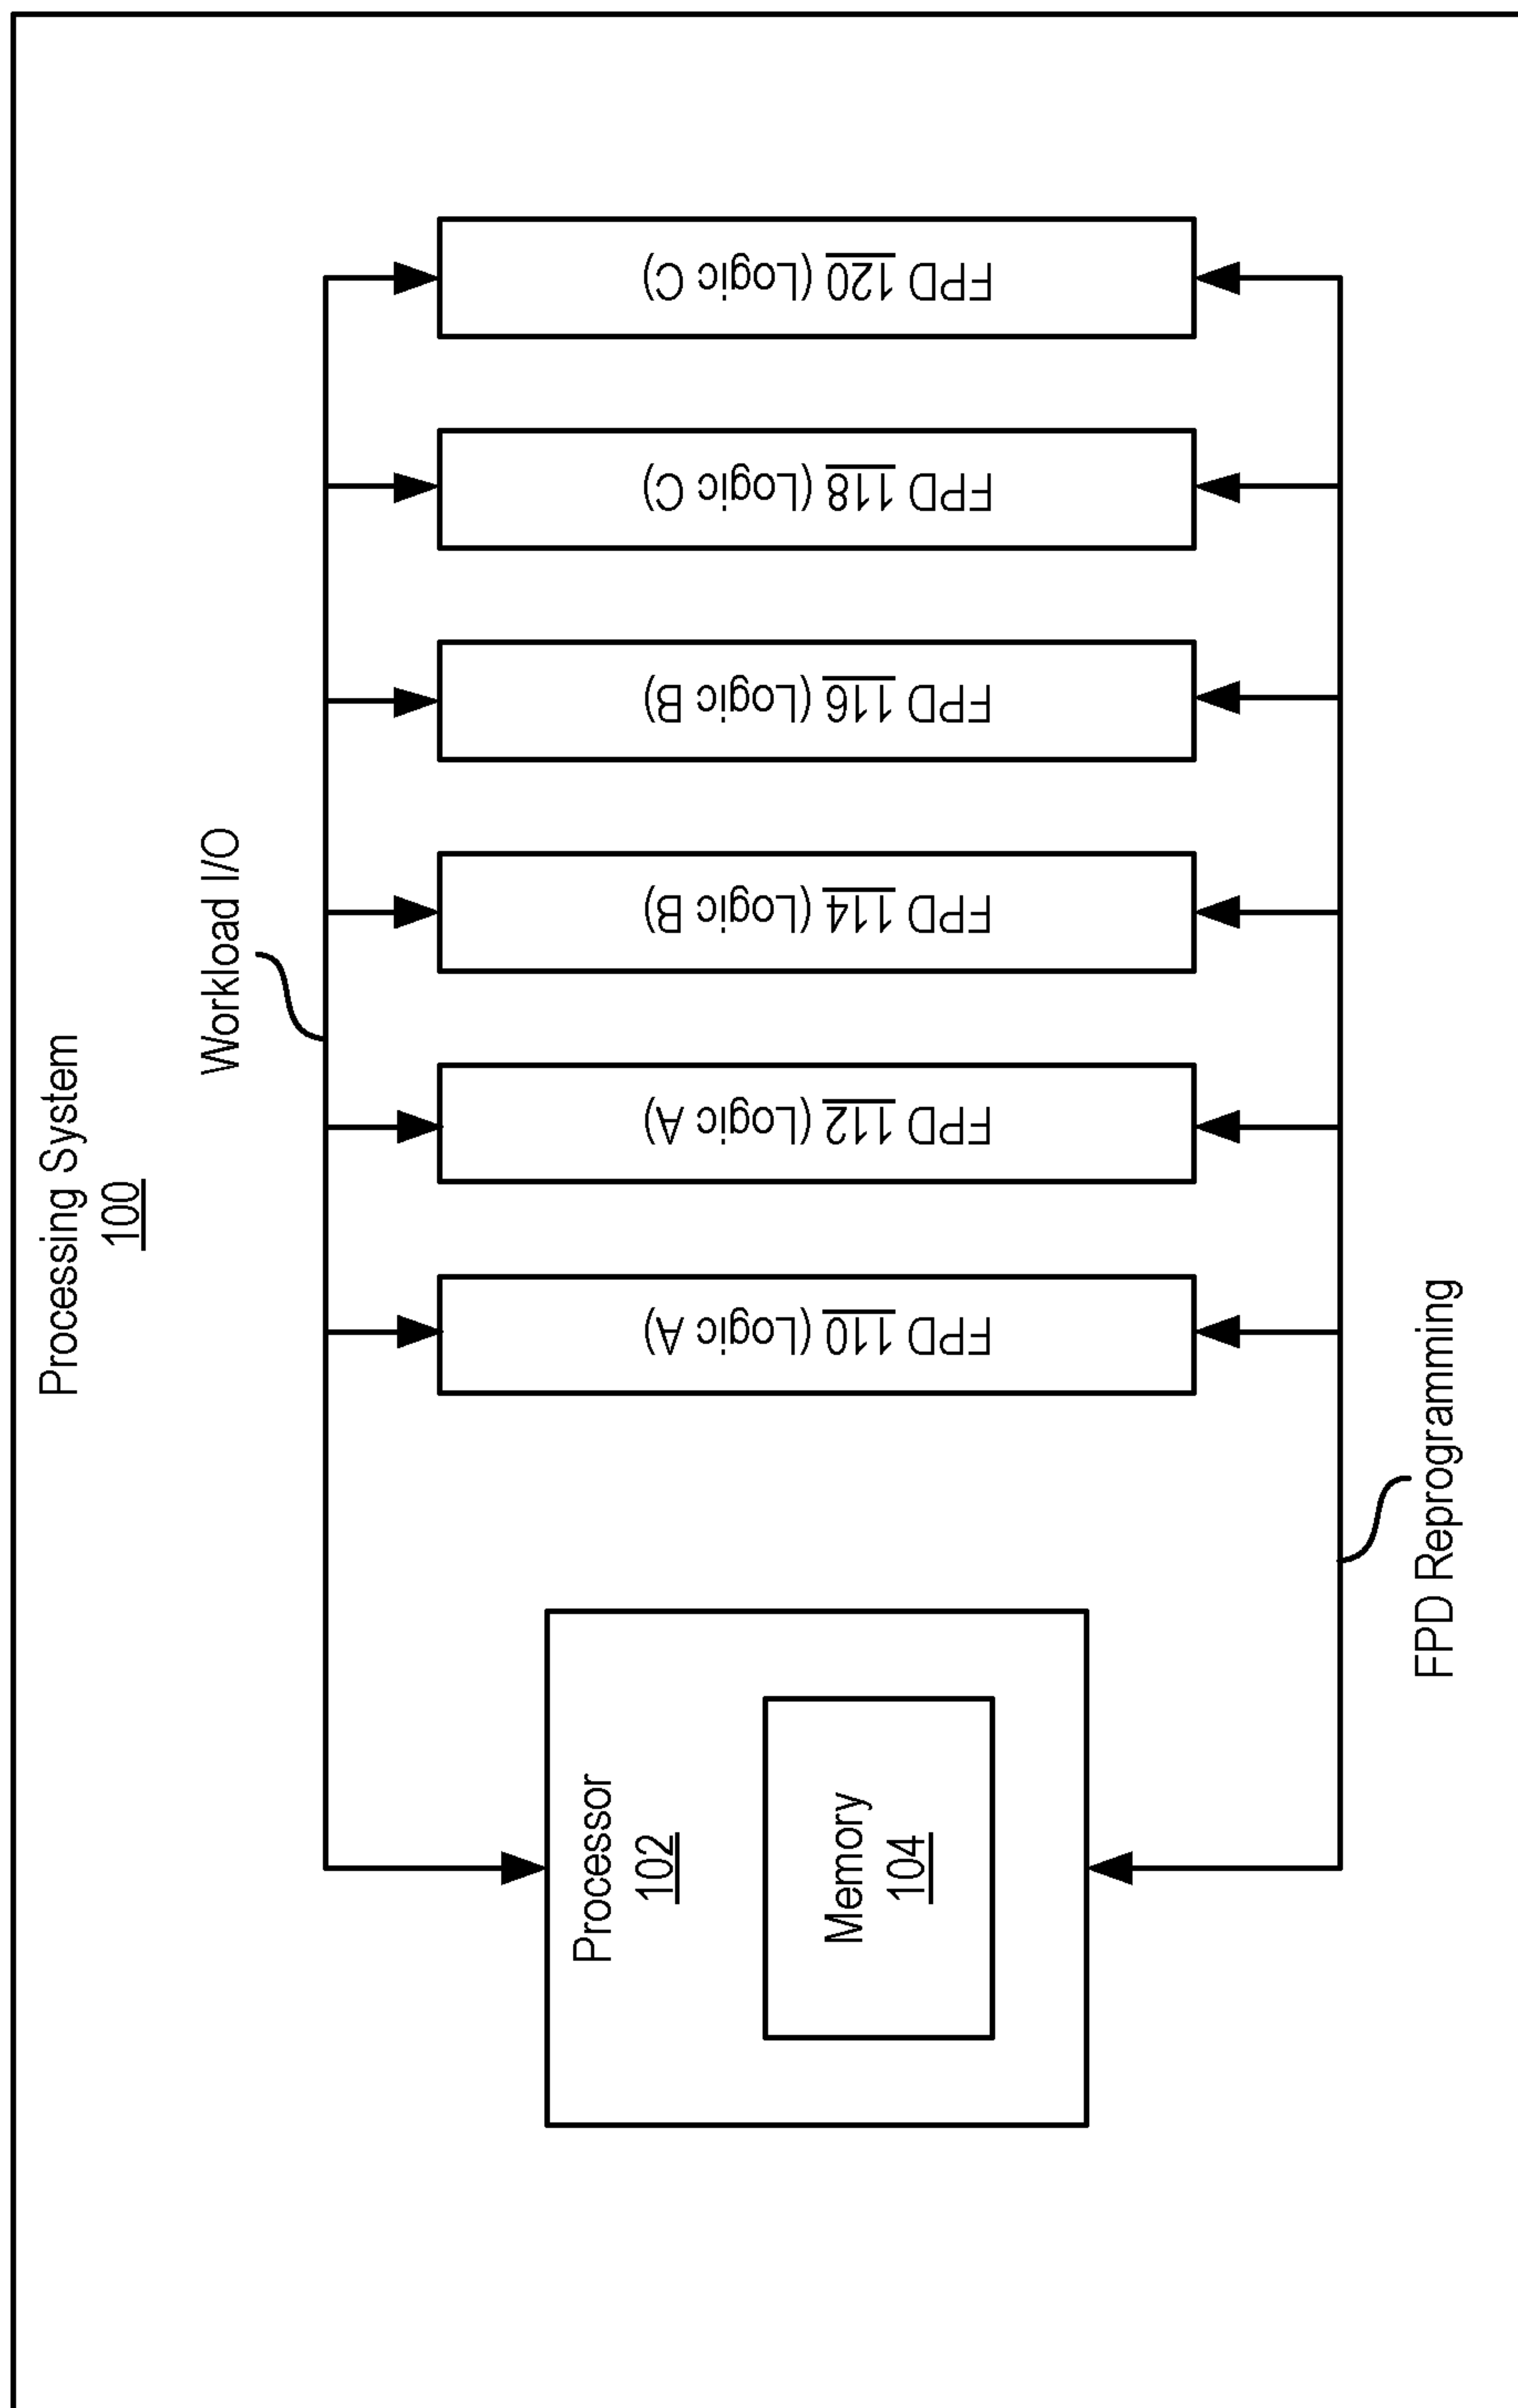 Processing System
100
Workload I/O
Processor
102
Memory
104
FPD 110 (Logic A)
FPD 112 (Logic A)
FPD 114 (Logic B)
FPD 116 (Logic B)
FPD 118 (Logic C)
FPD 120 (Logic C)
FPD Reprogramming